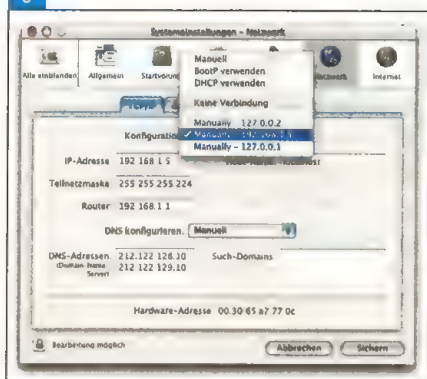 Systemeinstellungen – Netzwerk
Alle einblenden Allgemein Startvolume Netzwerk Internet
Manuell
BootP verwenden
DHCP verwenden
Keine Verbindung
Manually – 127.0.0.2
✓ Manually
Manually – 127.0.0.1
Konfiguration
IP-Adresse 192.168.1.5
Teilnetzmaske 255.255.255.224
Router 192.168.1.1
DNS konfigurieren: Manuell
DNS-Adressen 212.122.128.10 Such-Domains
(Domain Name Server) 212.122.129.10
Hardware-Adresse 00.30.65.a7.77.0c
Bearbeitung möglich Abbrechen Sichern